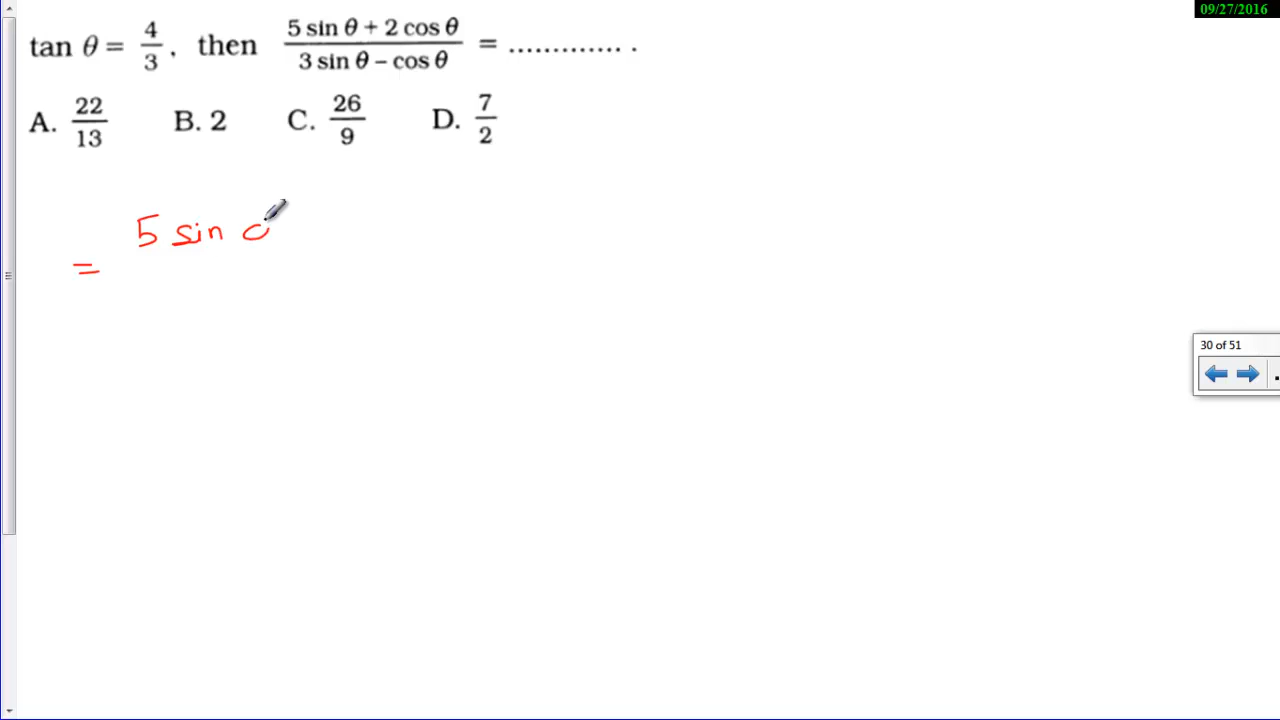 09/27/2016
tan θ = 4/3, then (5 sin θ + 2 cos θ)/(3 sin θ – cos θ) = ............. .
A. 22/13 B. 2 C. 26/9 D. 7/2
5 sin
=
30 of 51